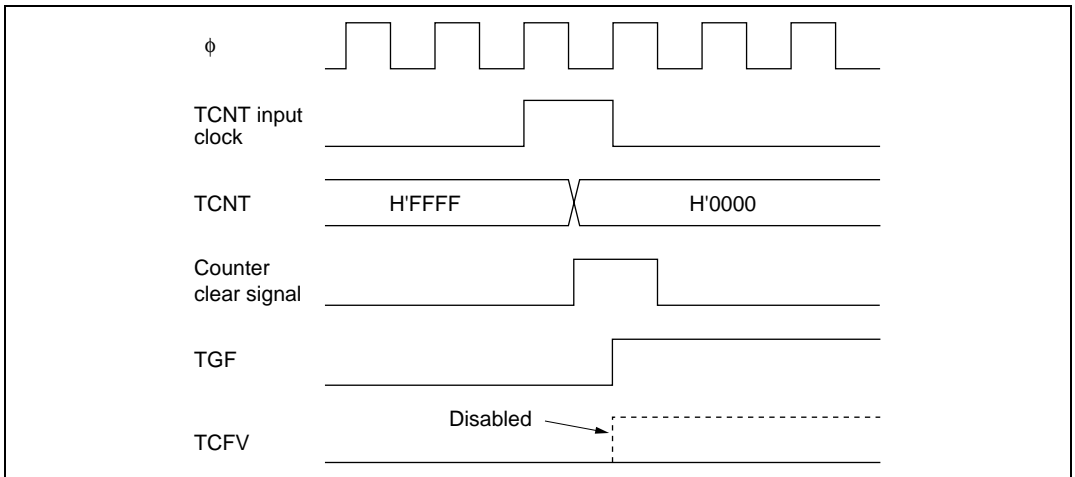 ϕ
TCNT input
clock
TCNT
H'FFFF
H'0000
Counter
clear signal
TGF
Disabled
TCFV